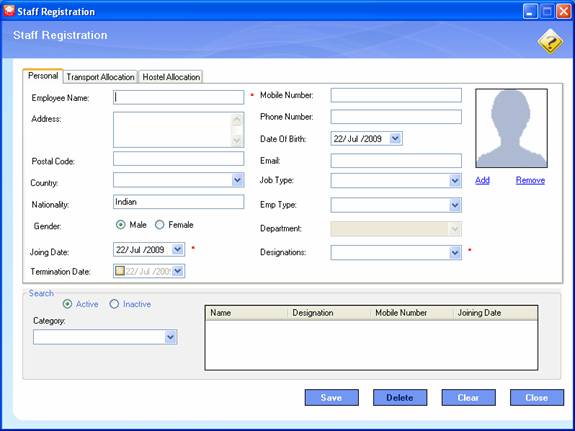 Staff Registration
Staff Registration
Personal
Transport Allocation
Hostel Allocation
Employee Name:
*
Address:
Postal Code:
Country:
Nationality:
Indian
Gender:
Male
Female
Joing Date:
22/ Jul /2009
*
Termination Date:
22/ Jul /200
Mobile Number:
Phone Number:
Date Of Birth:
22/ Jul /2009
Email:
Job Type:
Emp Type:
Department:
Designations:
*
Add
Remove
Search
Active
Inactive
Category:
Name
Designation
Mobile Number
Joining Date
Save
Delete
Clear
Close